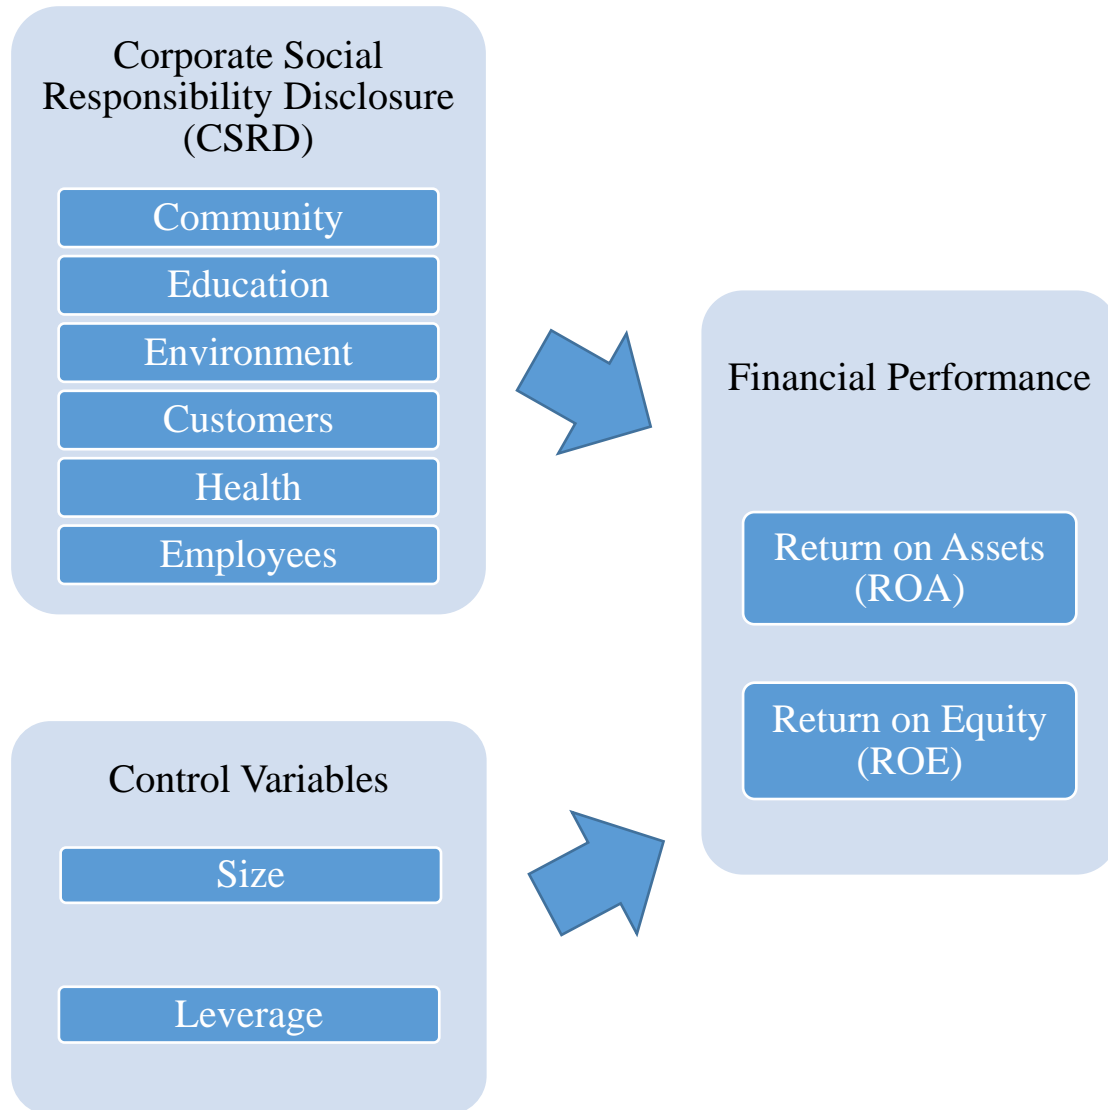 Corporate Social
Responsibility Disclosure
(CSRD)
Community
Education
Environment
Customers
Health
Employees
Control Variables
Size
Leverage
Financial Performance
Return on Assets
(ROA)
Return on Equity
(ROE)